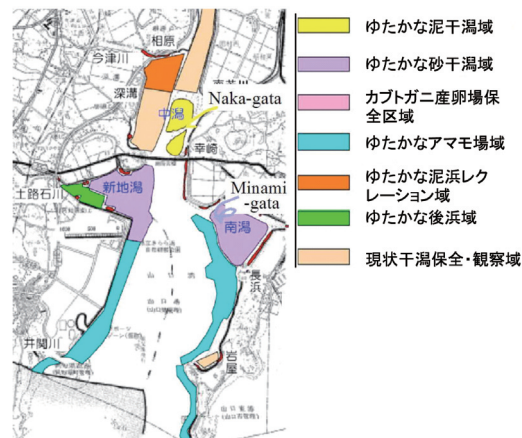 相原
今津川
深溝
Naka-gata
中潟
幸崎
土路石川
新地潟
Minami
-gata
南潟
長浜
井関川
岩屋
山口湾
ゆたかな泥干潟域
ゆたかな砂干潟域
カブトガニ産卵場保
全区域
ゆたかなアマモ場域
ゆたかな泥浜レク
レーション域
ゆたかな後浜域
現状干潟保全・観察域